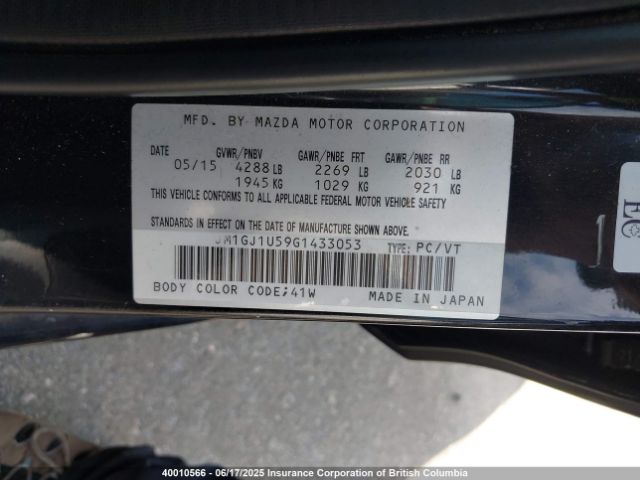 MFD. BY MAZDA MOTOR CORPORATION
DATE GVWR/PNBV GAWR/PNBE FRT GAWR/PNBE RR
05/15 4288 LB 2269 LB 2030 LB
1945 KG 1029 KG 921 KG
THIS VEHICLE CONFORMS TO ALL APPLICABLE FEDERAL MOTOR VEHICLE SAFETY
STANDARDS IN EFFECT ON THE DATE OF MANUFACTURE SHOWN ABOVE.
JM1GJ1U59G1433053 TYPE: PC/VT
BODY COLOR CODE;41W MADE IN JAPAN
EC
1
40010566 - 06/17/2025 Insurance Corporation of British Columbia